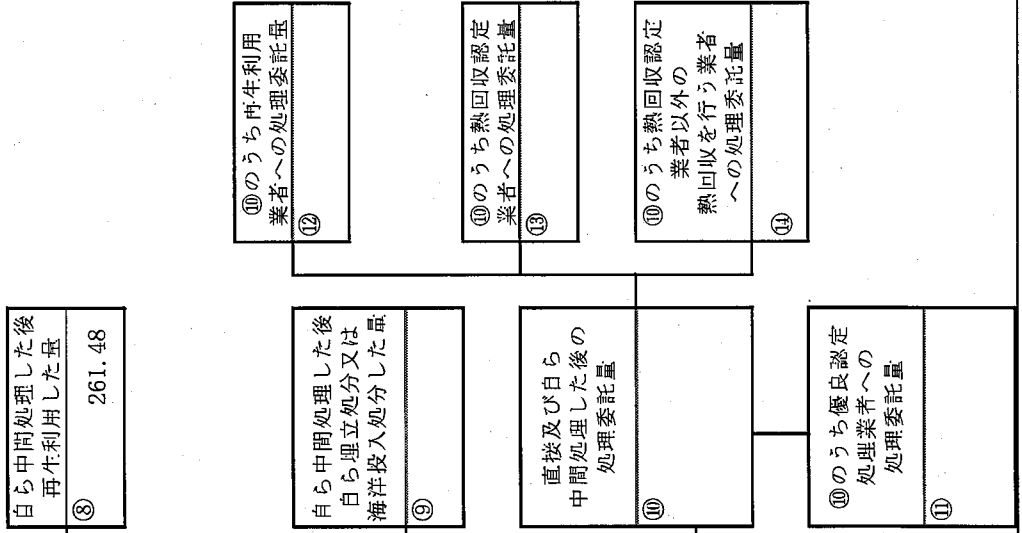 自ら中間処理した後
再生利用した量
⑧ 261.48
自ら中間処理した後
自ら埋立処分又は
海洋投入処分した量
⑨
直接及び自ら
中間処理した後の
処理委託量
⑩
⑩のうち優良認定
処理業者への
処理委託量
⑪
⑩のうち再生利用
業者への処理委託量
⑫
⑩のうち熱回収認定
業者への処理委託量
⑬
⑩のうち熱回収認定
業者以外の
熱回収を行う業者
への処理委託量
⑭